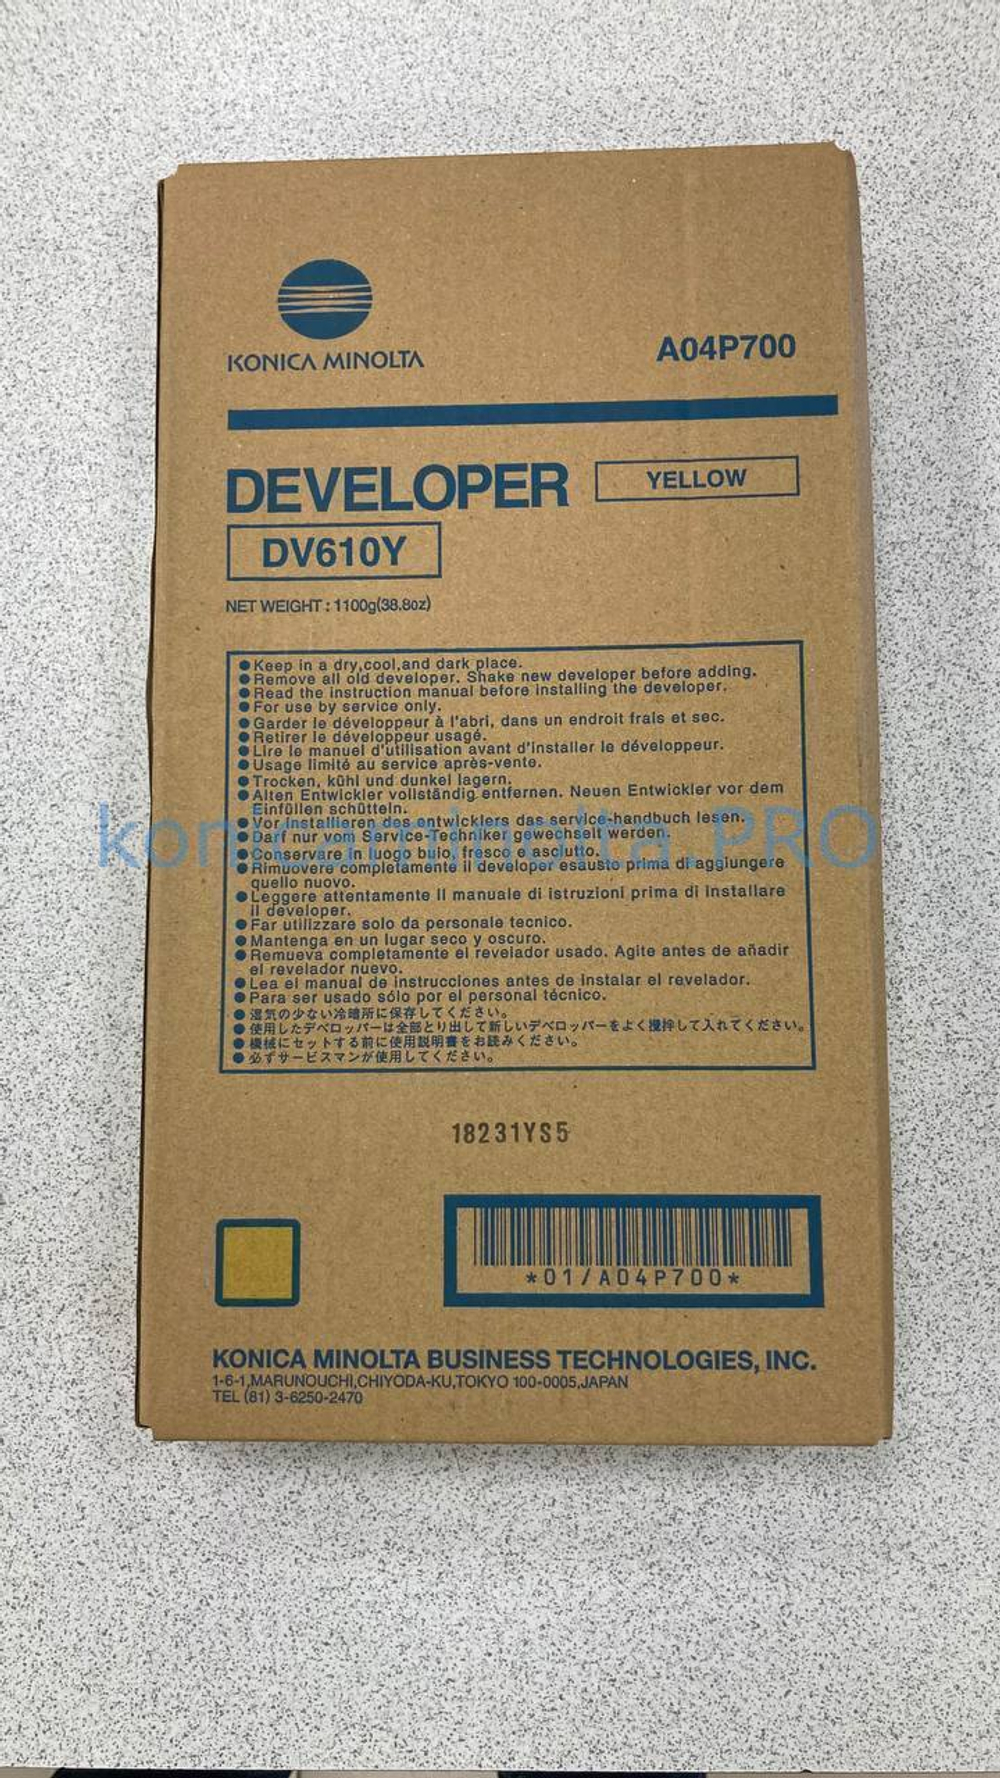 KONICA MINOLTA
A04P700
DEVELOPER
YELLOW
DV610Y
NET WEIGHT : 1100g(38.8oz)
● Keep in a dry,cool,and dark place.
● Remove all old developer. Shake new developer before adding.
● Read the instruction manual before installing the developer.
● For use by service only.
● Garder le développeur à l'abri, dans un endroit frais et sec.
● Retirer le développeur usagé.
● Lire le manuel d'utilisation avant d'installer le développeur.
● Usage limité au service après-vente.
● Trocken, kühl und dunkel lagern.
● Alten Entwickler vollständig entfernen. Neuen Entwickler vor dem
Einfüllen schütteln.
● Vor Installieren des entwicklers das service-handbuch lesen.
● Darf nur vom Service-Techniker gewechselt werden.
● Conservare in luogo buio, fresco e asciutto.
● Rimuovere completamente il developer esausto prima di aggiungere
quello nuovo.
● Leggere attentamente il manuale di istruzioni prima di installare
il developer.
● Far utilizzare solo da personale tecnico.
● Mantenga en un lugar seco y oscuro.
● Remueva completamente el revelador usado. Agite antes de añadir
el revelador nuevo.
● Lea el manual de instrucciones antes de instalar el revelador.
● Para ser usado sólo por el personal técnico.
● 湿気の少ない冷暗所に保存してください。
● 使用したデベロッパーは全部とり出して新しいデベロッパーをよく攪拌して入れてください。
● 機械にセットする前に使用説明書をお読みください。
● 必ずサービスマンが使用してください。
konica minolta PRO
18231YS5
*01/A04P700*
KONICA MINOLTA BUSINESS TECHNOLOGIES, INC.
1-6-1,MARUNOUCHI,CHIYODA-KU,TOKYO 100-0005,JAPAN
TEL (81) 3-6250-2470